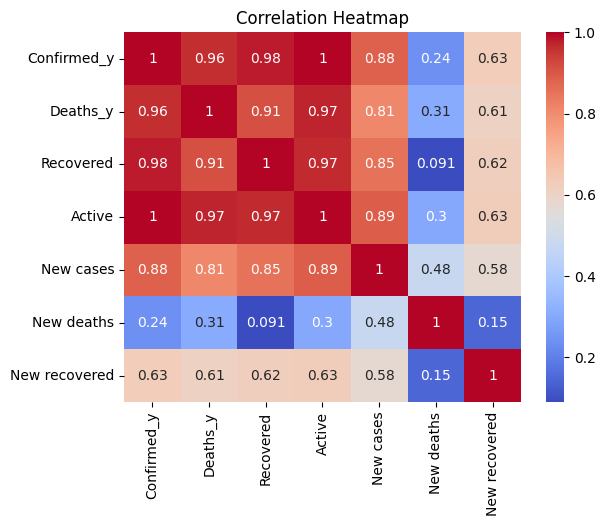 Correlation Heatmap
Confirmed_y 1 0.96 0.98 1 0.88 0.24 0.63
Deaths_y 0.96 1 0.91 0.97 0.81 0.31 0.61
Recovered 0.98 0.91 1 0.97 0.85 0.091 0.62
Active 1 0.97 0.97 1 0.89 0.3 0.63
New cases 0.88 0.81 0.85 0.89 1 0.48 0.58
New deaths 0.24 0.31 0.091 0.3 0.48 1 0.15
New recovered 0.63 0.61 0.62 0.63 0.58 0.15 1
Confirmed_y
Deaths_y
Recovered
Active
New cases
New deaths
New recovered
1.0
0.8
0.6
0.4
0.2